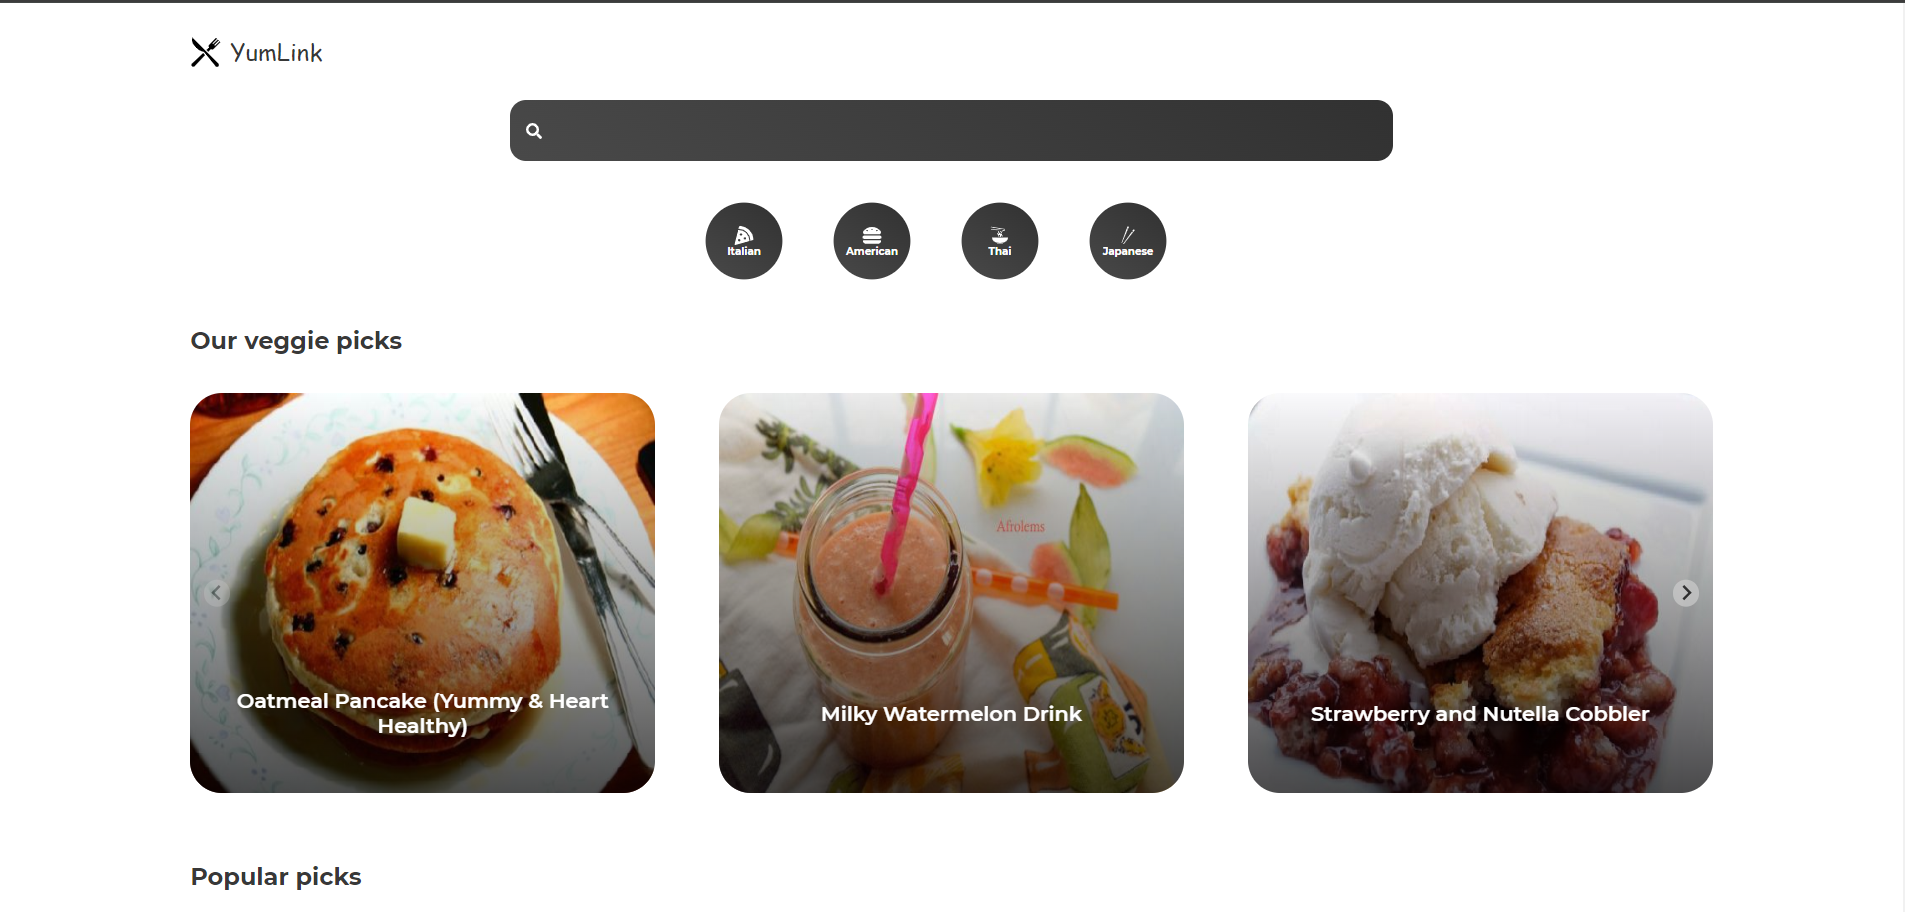 YumLink
Italian
American
Thai
Japanese
Our veggie picks
Afrolems
Oatmeal Pancake (Yummy & Heart
Healthy)
Milky Watermelon Drink
Strawberry and Nutella Cobbler
Popular picks